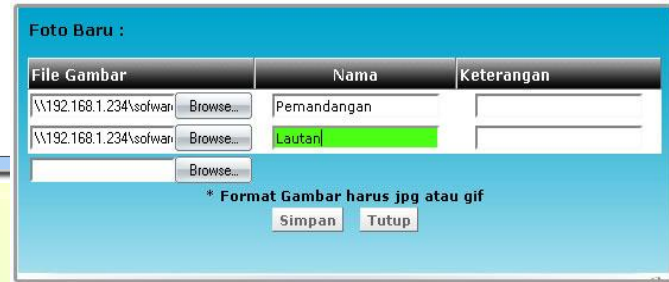 Foto Baru :
File Gambar Nama Keterangan
\\192.168.1.234\sofwar Browse... Pemandangan
\\192.168.1.234\sofwar Browse... Lautan
Browse...
* Format Gambar harus jpg atau gif
Simpan Tutup